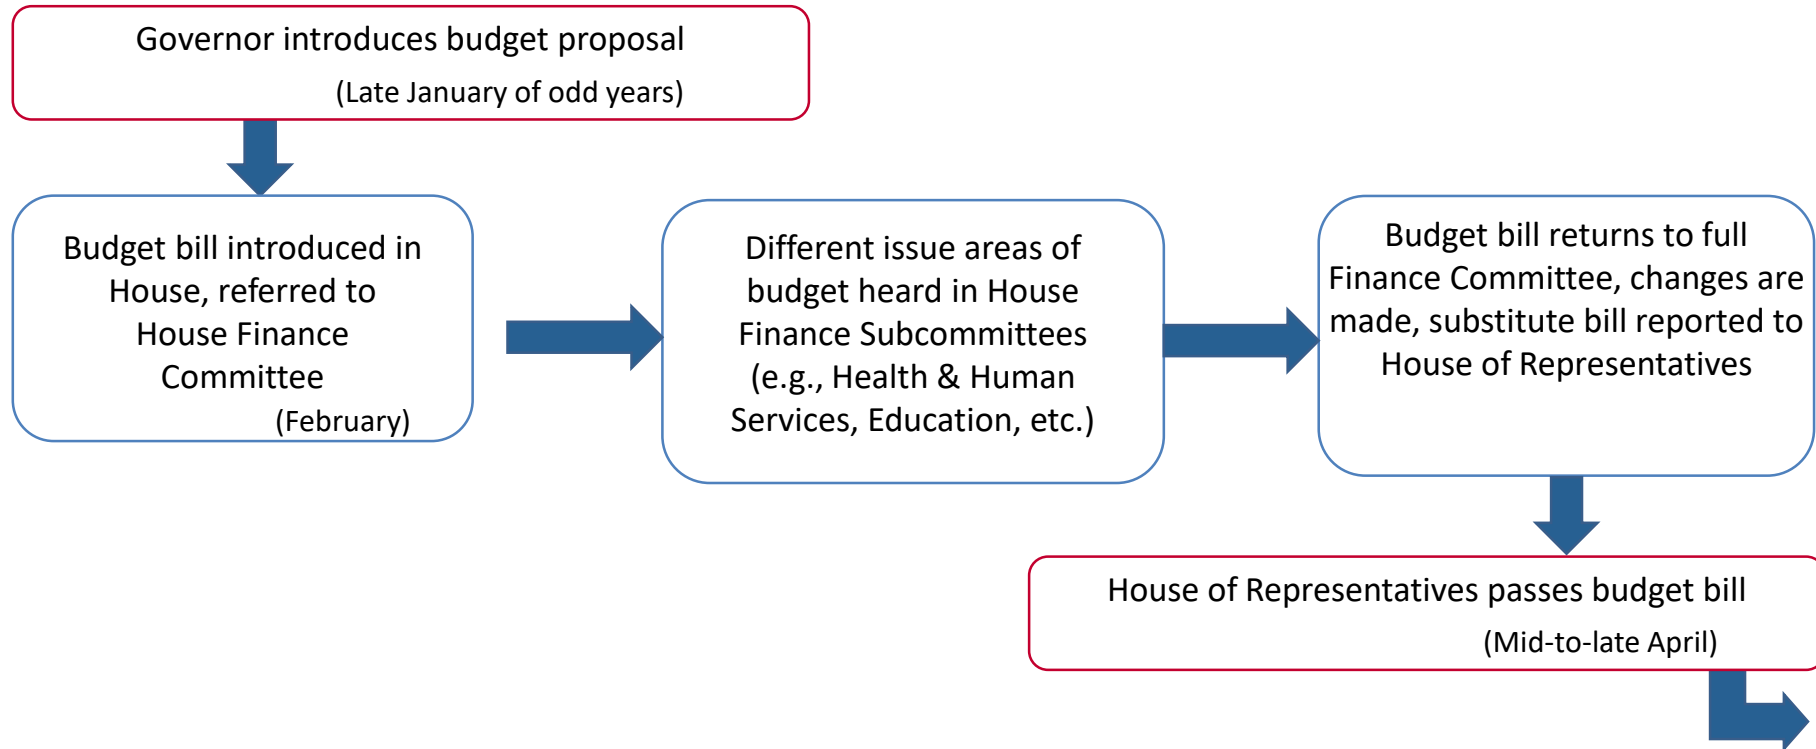 Governor introduces budget proposal
(Late January of odd years)
Budget bill introduced in
House, referred to
House Finance
Committee
(February)
Different issue areas of
budget heard in House
Finance Subcommittees
(e.g., Health & Human
Services, Education, etc.)
Budget bill returns to full
Finance Committee, changes are
made, substitute bill reported to
House of Representatives
House of Representatives passes budget bill
(Mid-to-late April)